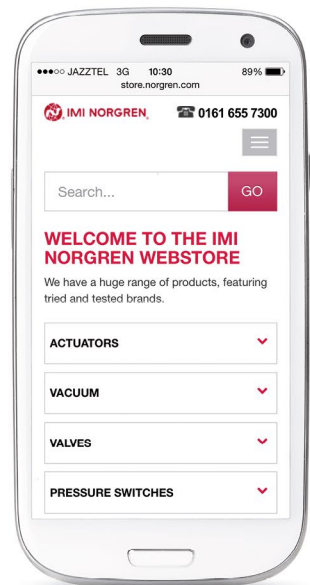 JAZZTEL 3G 10:30 89%
store.norgren.com
IMI NORGREN 0161 655 7300
Search... GO
WELCOME TO THE IMI
NORGREN WEBSTORE
We have a huge range of products, featuring
tried and tested brands.
ACTUATORS
VACUUM
VALVES
PRESSURE SWITCHES